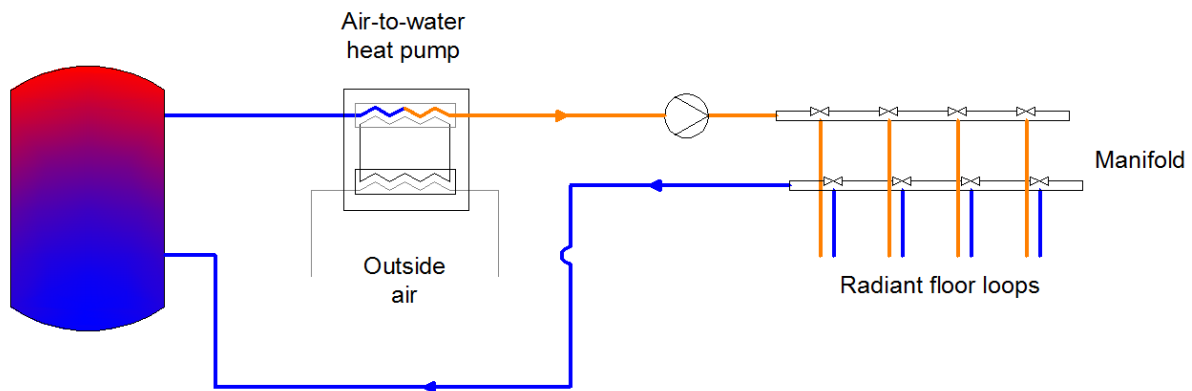 Air-to-water
heat pump
Manifold
Outside
air
Radiant floor loops